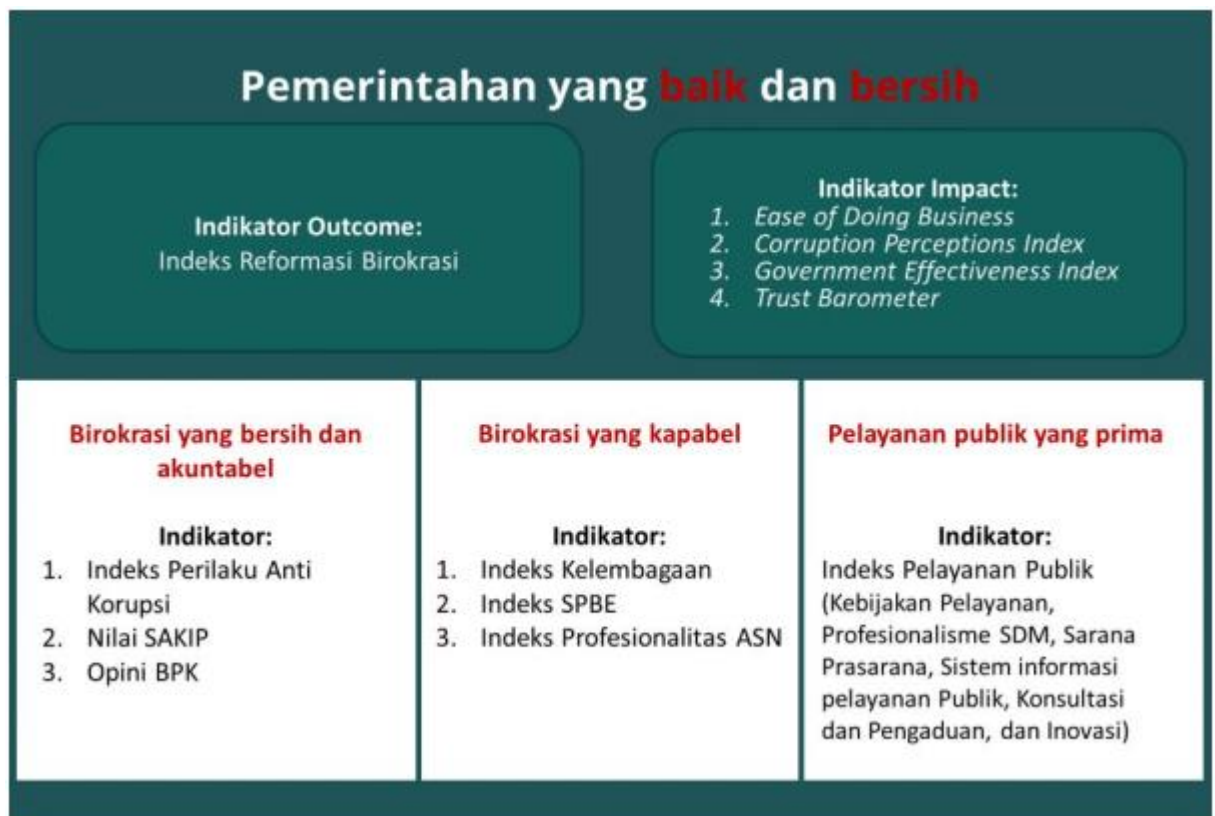 Pemerintahan yang baik dan bersih
Indikator Outcome:
Indeks Reformasi Birokrasi
Indikator Impact:
1. Ease of Doing Business
2. Corruption Perceptions Index
3. Government Effectiveness Index
4. Trust Barometer
Birokrasi yang bersih dan
akuntabel
Indikator:
1. Indeks Perilaku Anti
Korupsi
2. Nilai SAKIP
3. Opini BPK
Birokrasi yang kapabel
Indikator:
1. Indeks Kelembagaan
2. Indeks SPBE
3. Indeks Profesionalitas ASN
Pelayanan publik yang prima
Indikator:
Indeks Pelayanan Publik
(Kebijakan Pelayanan,
Profesionalisme SDM, Sarana
Prasarana, Sistem informasi
pelayanan Publik, Konsultasi
dan Pengaduan, dan Inovasi)